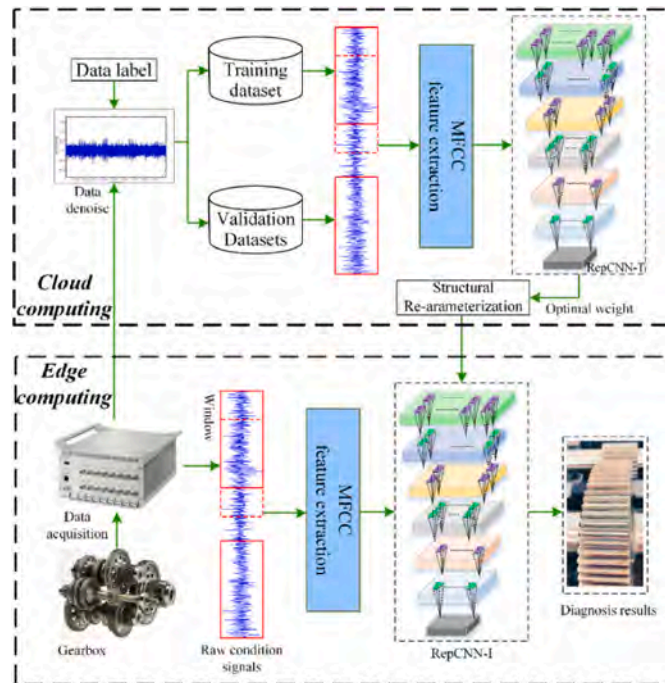 Data label
Training
dataset
Data
denoise
Validation
Datasets
MFCC
feature extraction
RepCNN-T
Cloud
computing
Structural
Re-arameterization
Optimal weight
Edge
computing
Window
MFCC
feature extraction
Data
acquisition
Gearbox
Raw condition
signals
RepCNN-I
Diagnosis results